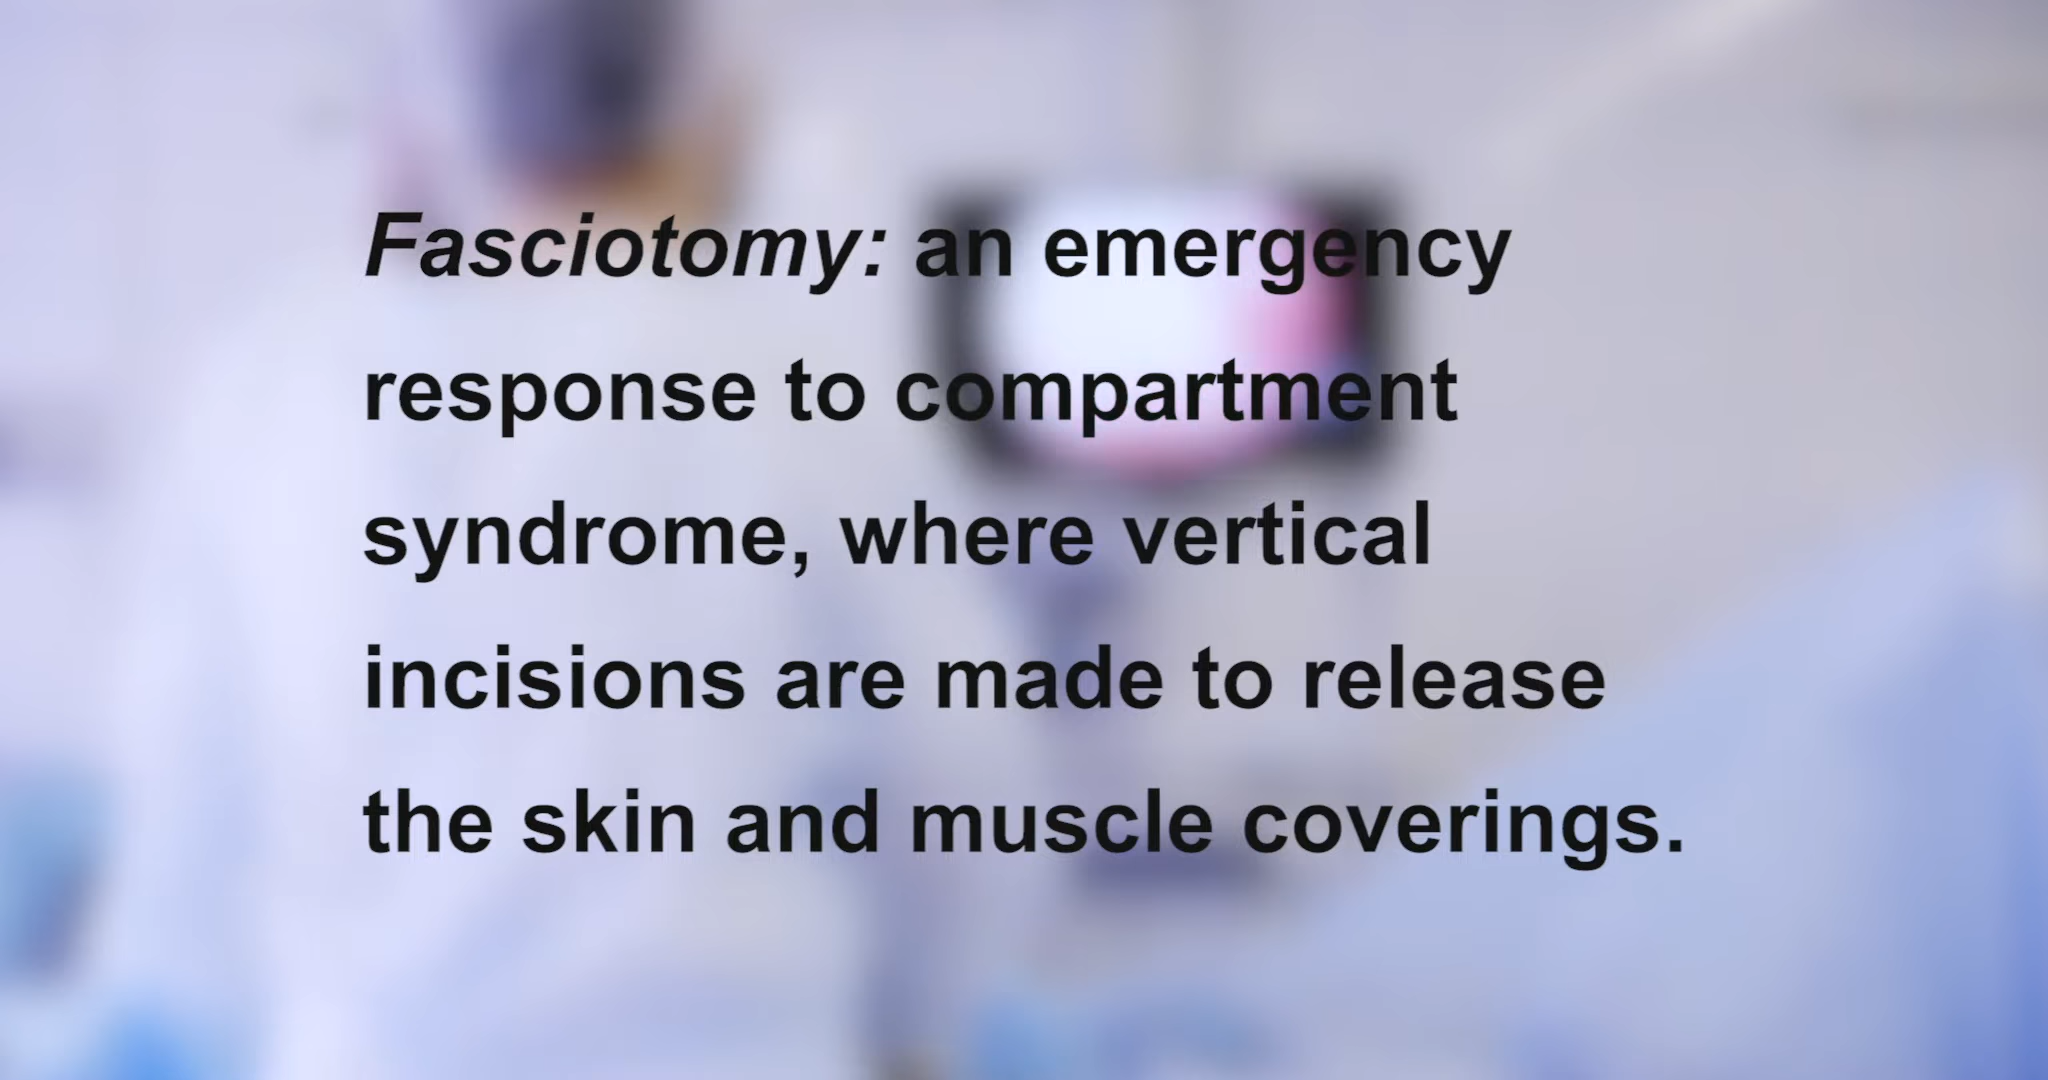 Fasciotomy: an emergency
response to compartment
syndrome, where vertical
incisions are made to release
the skin and muscle coverings.